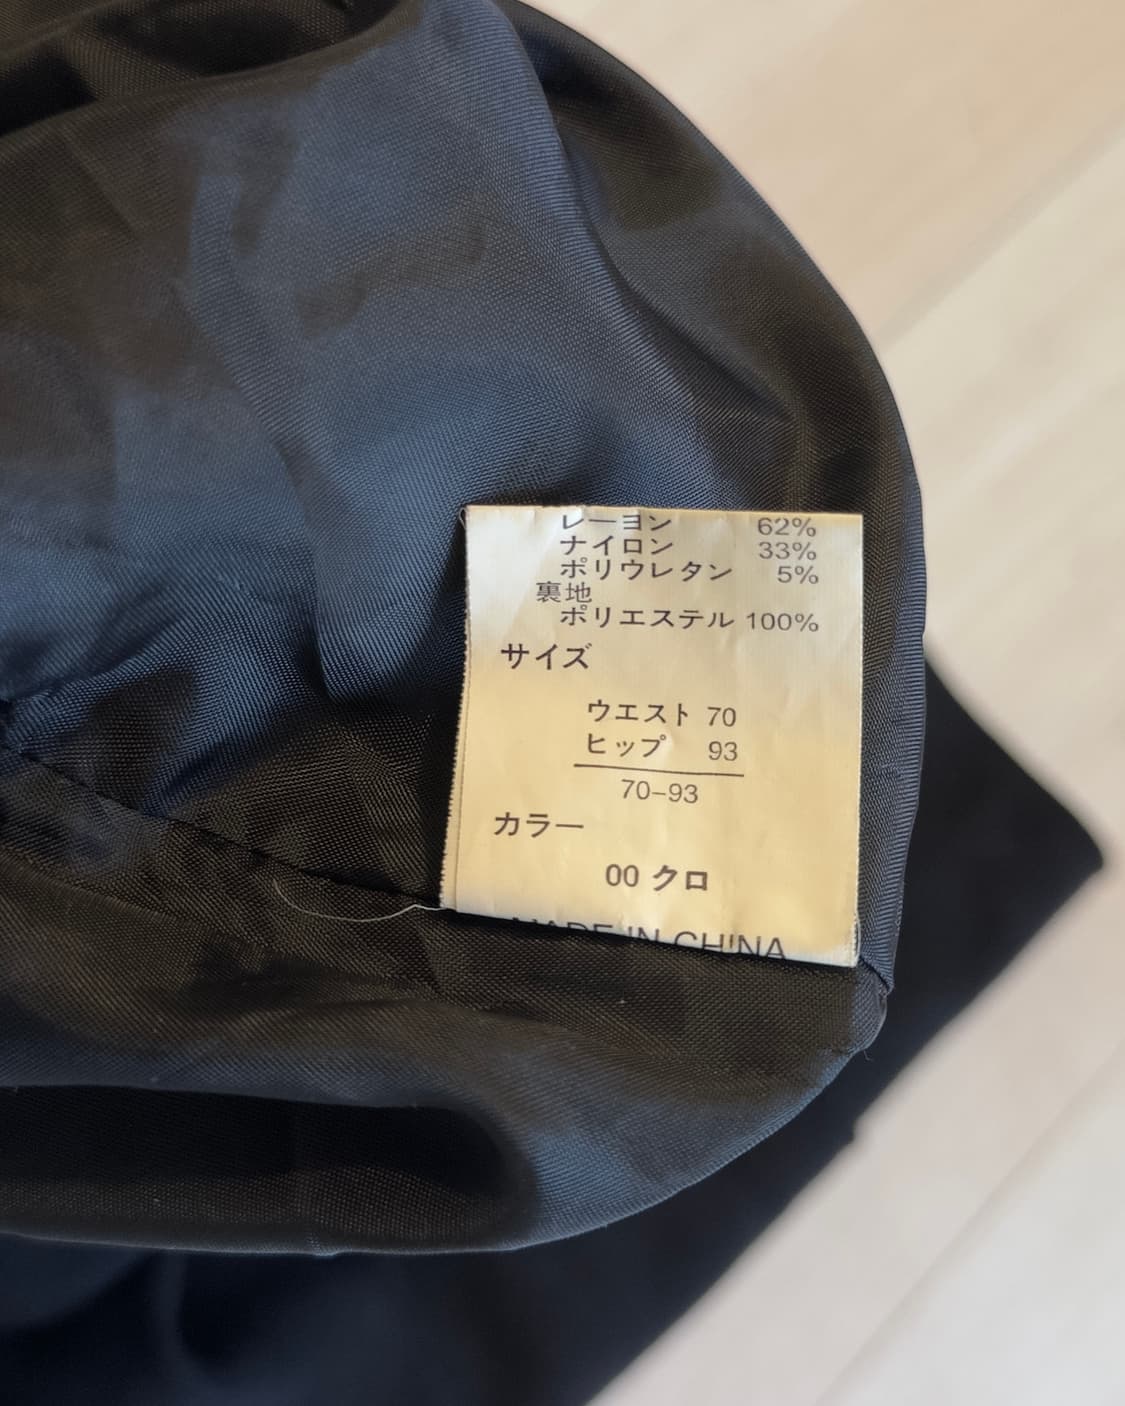 レーヨン 62%
ナイロン 33%
ポリウレタン 5%
裏地
ポリエステル 100%
サイズ
ウエスト 70
ヒップ 93
70-93
カラー
00 クロ
MADE IN CHINA